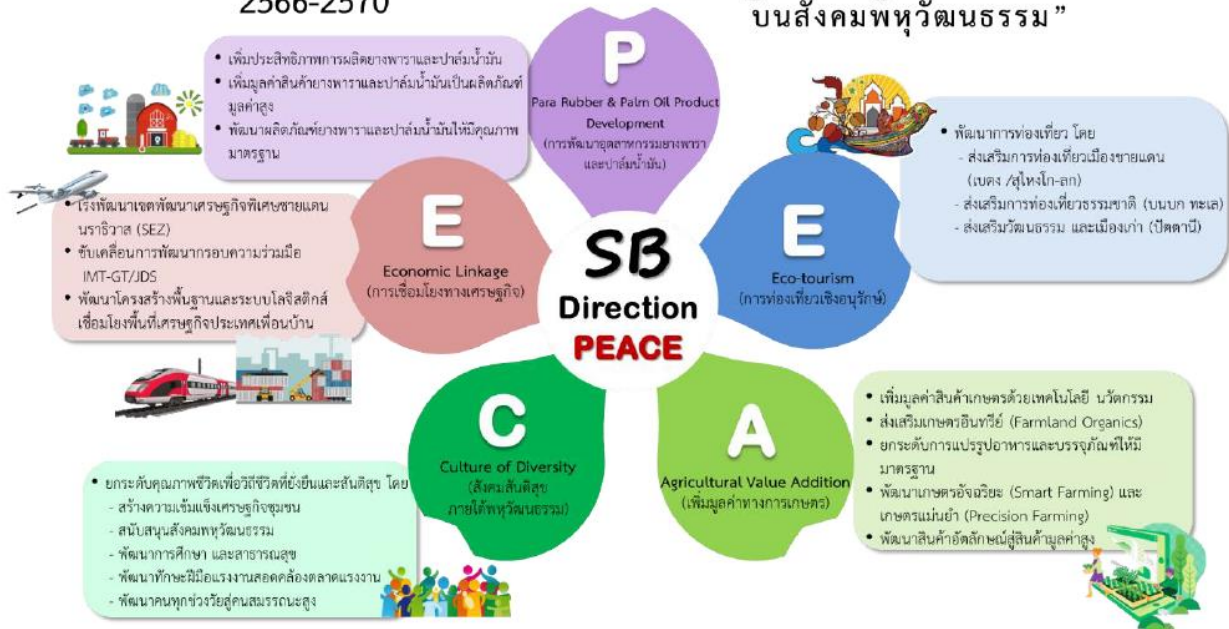 2566-2570
บนสังคมพหุวัฒนธรรม”
• เพิ่มประสิทธิภาพการผลิตยางพาราและปาล์มน้ำมัน
• เพิ่มมูลค่าสินค้ายางพาราและปาล์มน้ำมันเป็นผลิตภัณฑ์
มูลค่าสูง
• พัฒนาผลิตภัณฑ์ยางพาราและปาล์มน้ำมันให้มีคุณภาพ
มาตรฐาน
P
Para Rubber & Palm Oil Product
Development
(การพัฒนาอุตสาหกรรมยางพารา
และปาล์มน้ำมัน)
E
Eco-tourism
(การท่องเที่ยวเชิงอนุรักษ์)
• พัฒนาการท่องเที่ยว โดย
- ส่งเสริมการท่องเที่ยวเมืองชายแดน
(เบตง /สุไหงโก-ลก)
- ส่งเสริมการท่องเที่ยวธรรมชาติ (บนบก ทะเล)
- ส่งเสริมวัฒนธรรม และเมืองเก่า (ปัตตานี)
• เร่งพัฒนาเขตพัฒนาเศรษฐกิจพิเศษชายแดน
นราธิวาส (SEZ)
• ขับเคลื่อนการพัฒนากรอบความร่วมมือ
IMT-GT/JDS
• พัฒนาโครงสร้างพื้นฐานและระบบโลจิสติกส์
เชื่อมโยงพื้นที่เศรษฐกิจประเทศเพื่อนบ้าน
E
Economic Linkage
(การเชื่อมโยงทางเศรษฐกิจ)
SB
Direction
PEACE
C
Culture of Diversity
(สังคมสันติสุข
ภายใต้พหุวัฒนธรรม)
A
Agricultural Value Addition
(เพิ่มมูลค่าทางการเกษตร)
• เพิ่มมูลค่าสินค้าเกษตรด้วยเทคโนโลยี นวัตกรรม
• ส่งเสริมเกษตรอินทรีย์ (Farmland Organics)
• ยกระดับการแปรรูปอาหารและบรรจุภัณฑ์ให้มี
มาตรฐาน
• พัฒนาเกษตรอัจฉริยะ (Smart Farming) และ
เกษตรแม่นยำ (Precision Farming)
• พัฒนาสินค้าอัตลักษณ์สู่สินค้ามูลค่าสูง
• ยกระดับคุณภาพชีวิตเพื่อวิถีชีวิตที่ยั่งยืนและสันติสุข โดย
- สร้างความเข้มแข็งเศรษฐกิจชุมชน
- สนับสนุนสังคมพหุวัฒนธรรม
- พัฒนาการศึกษา และสาธารณสุข
- พัฒนาทักษะฝีมือแรงงานสอดคล้องตลาดแรงงาน
- พัฒนาคนทุกช่วงวัยสู่คนสมรรถนะสูง